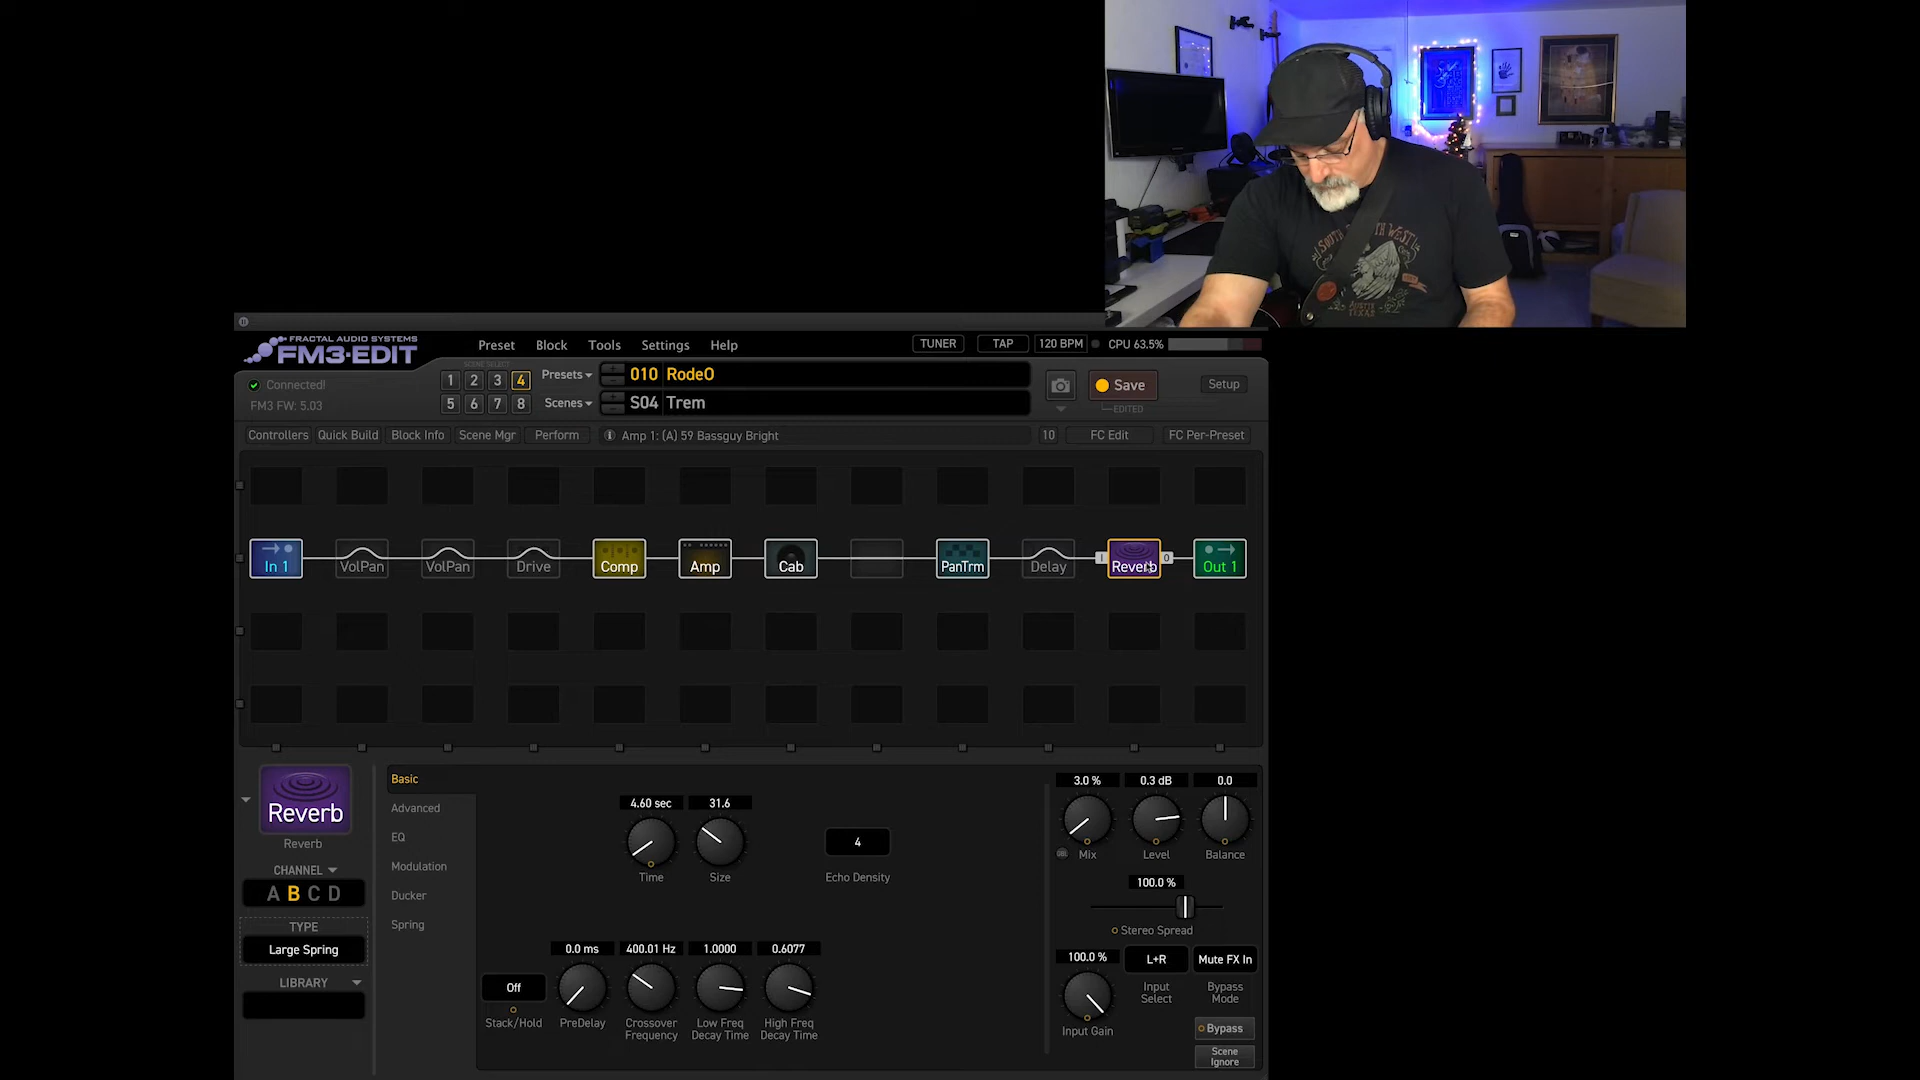 SOUTH WEST
AUSTIN
TEXAS
FRACTAL AUDIO SYSTEMS
FM3-EDIT
Preset Block Tools Settings Help
TUNER TAP 120 BPM CPU 63.5%
Connected!
FM3 FW: 5.03
SCENE SELECT
1 2 3 4
5 6 7 8
Presets 010 RodeO
Scenes S04 Trem
Save
EDITED
Setup
Controllers Quick Build Block Info Scene Mgr Perform Amp 1: (A) 59 Bassguy Bright 10 FC Edit FC Per-Preset
In 1 VolPan VolPan Drive Comp Amp Cab PanTrm Delay I Reverb O Out 1
Reverb
Reverb
CHANNEL
A B C D
TYPE
Large Spring
LIBRARY
Basic
Advanced
EQ
Modulation
Ducker
Spring
4.60 sec 31.6
4
Time Size Echo Density
0.0 ms 400.01 Hz 1.0000 0.6077
Off
Stack/Hold PreDelay Crossover Frequency Low Freq Decay Time High Freq Decay Time
3.0 % 0.3 dB 0.0
Mix Level Balance
100.0 %
Stereo Spread
100.0 % L+R Mute FX In
Input Gain Input Select Bypass Mode
Bypass
Scene Ignore